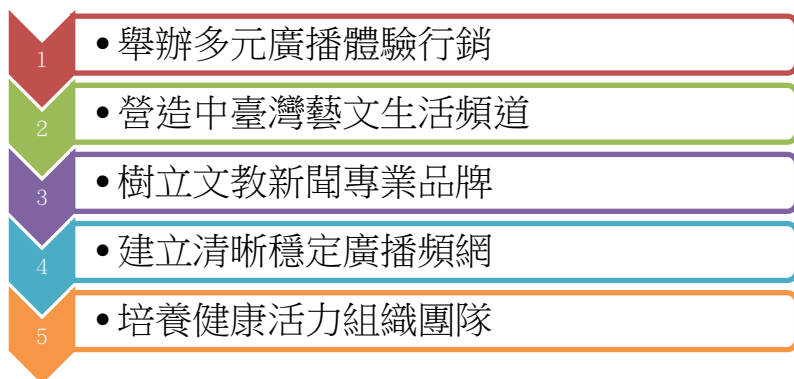 1 •舉辦多元廣播體驗行銷
2 •營造中臺灣藝文生活頻道
3 •樹立文教新聞專業品牌
4 •建立清晰穩定廣播頻網
5 •培養健康活力組織團隊